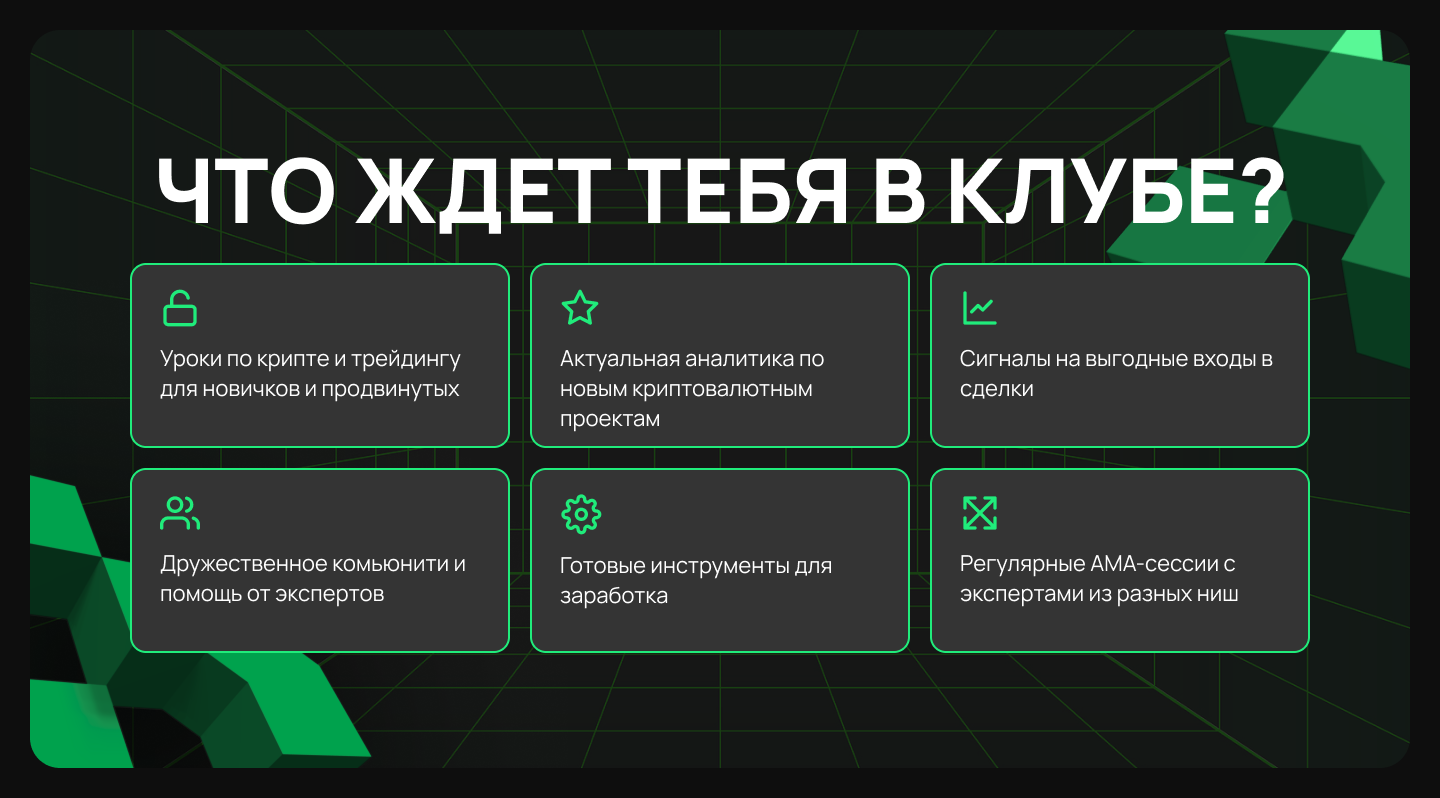 ЧТО ЖДЕТ ТЕБЯ В КЛУБЕ?
Уроки по крипте и трейдингу
для новичков и продвинутых
Актуальная аналитика по
новым криптовалютным
проектам
Сигналы на выгодные входы в
сделки
Дружественное комьюнити и
помощь от экспертов
Готовые инструменты для
заработка
Регулярные АМА-сессии с
экспертами из разных ниш